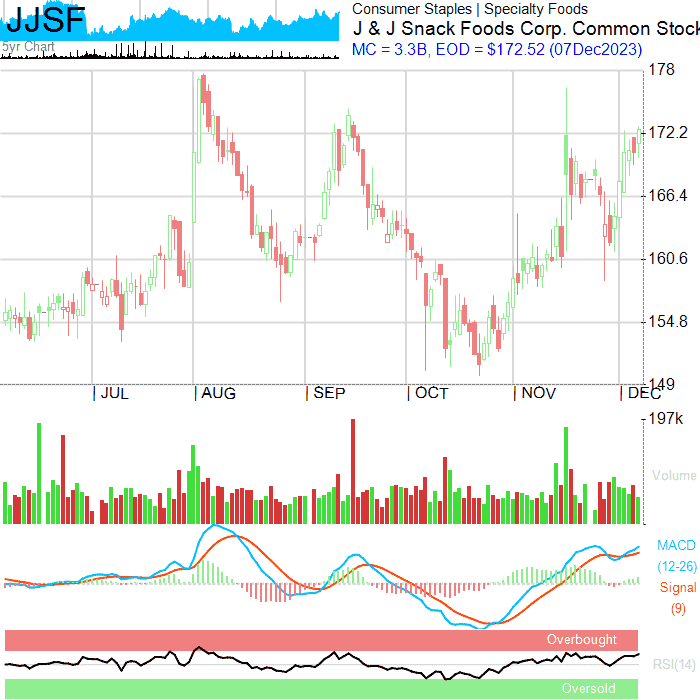 JJSF
5yr Chart
Consumer Staples | Specialty Foods
J & J Snack Foods Corp. Common Stock
MC = 3.3B, EOD = $172.52 (07Dec2023)
178
172.2
166.4
160.6
154.8
149
| JUL | AUG | SEP | OCT | NOV | DEC
197k
Volume
MACD
(12-26)
Signal
(9)
Overbought
RSI(14)
Oversold